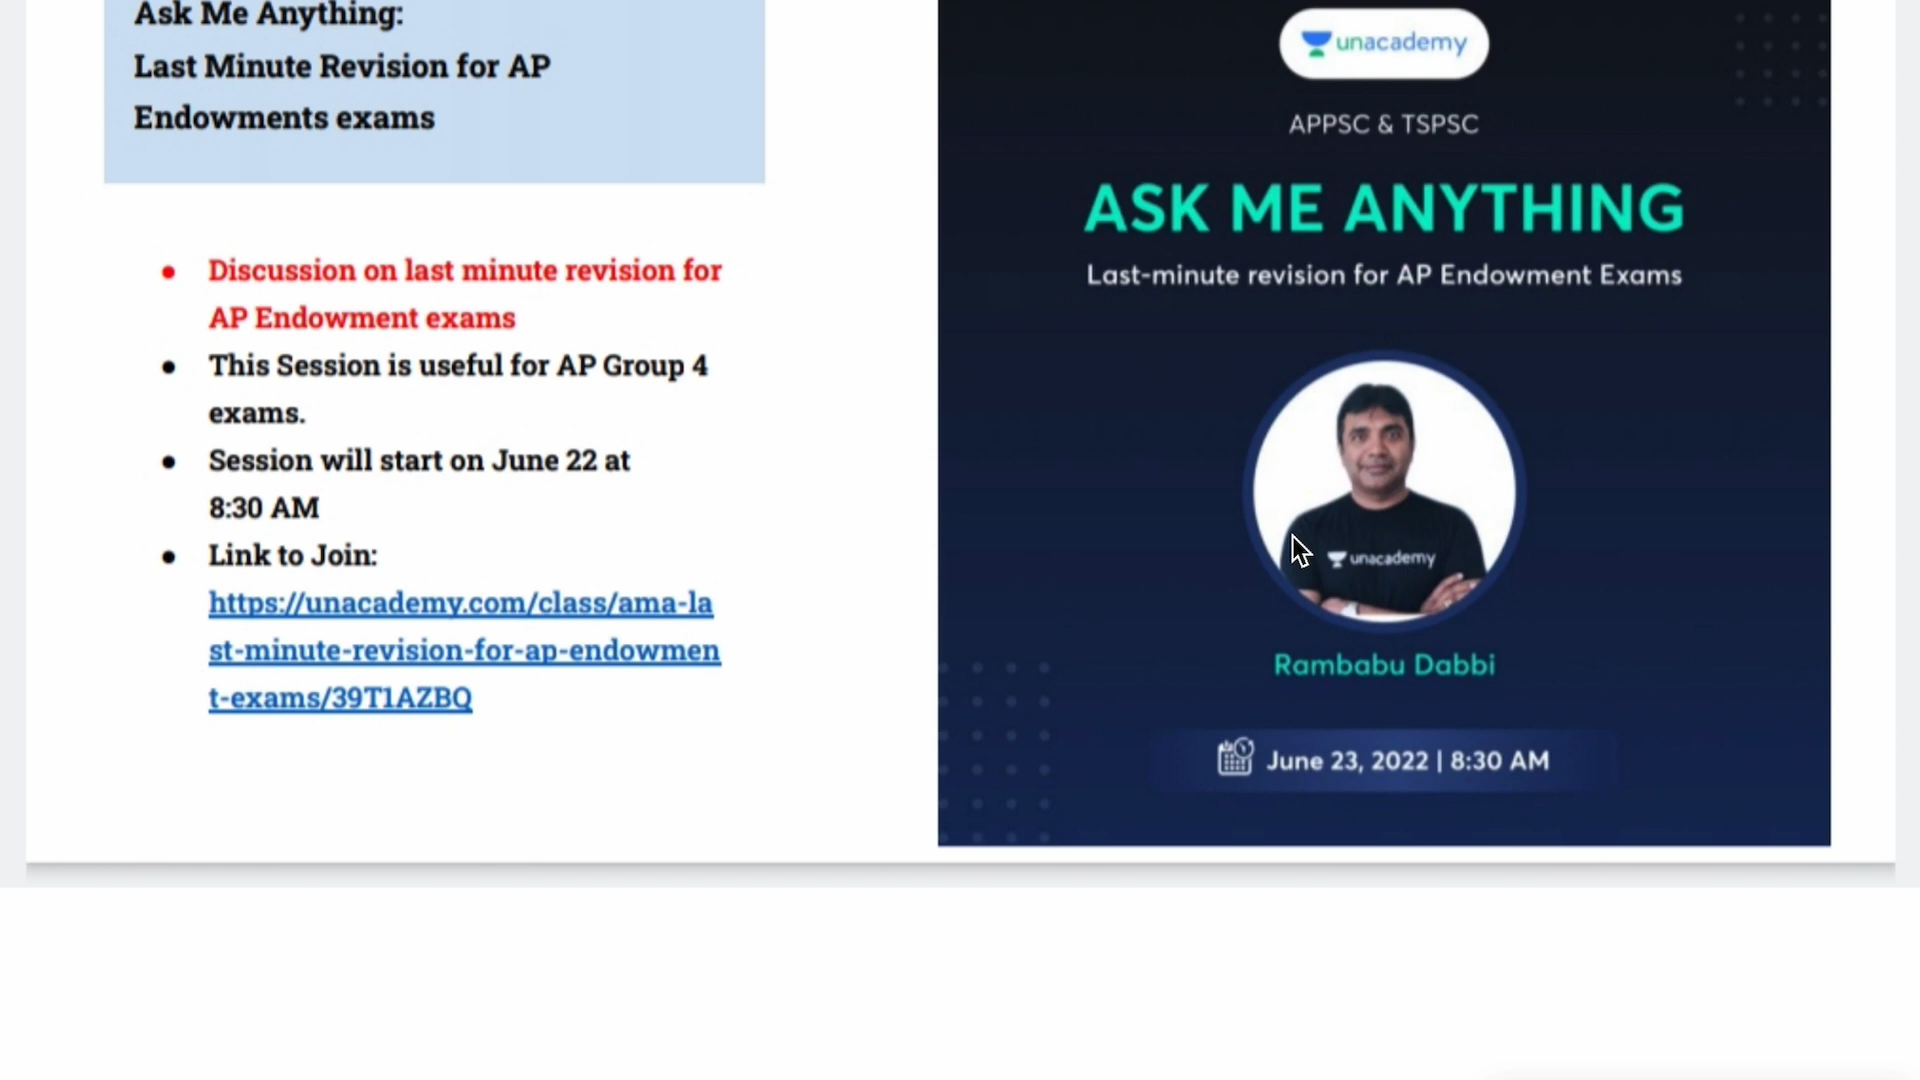 Ask Me Anything:
Last Minute Revision for AP
Endowments exams
● Discussion on last minute revision for
AP Endowment exams
● This Session is useful for AP Group 4
exams.
● Session will start on June 22 at
8:30 AM
● Link to Join:
https://unacademy.com/class/ama-la
st-minute-revision-for-ap-endowmen
t-exams/39T1AZBQ
unacademy
APPSC & TSPSC
ASK ME ANYTHING
Last-minute revision for AP Endowment Exams
unacademy
Rambabu Dabbi
June 23, 2022 | 8:30 AM